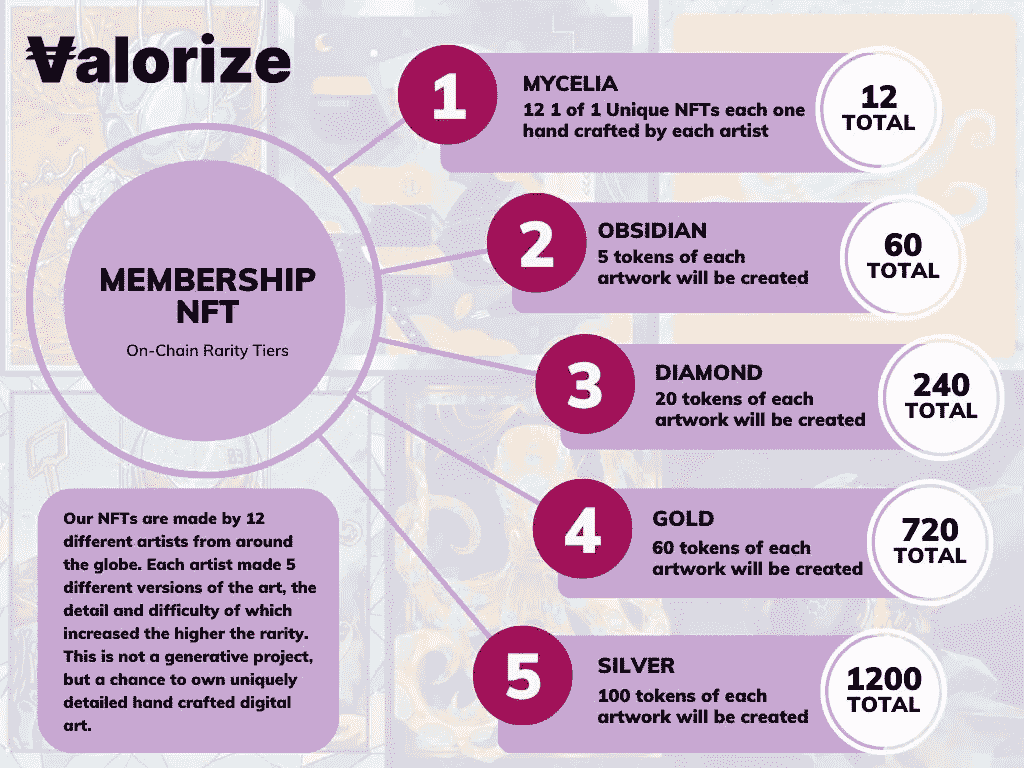 Valorize
MEMBERSHIP
NFT
On-Chain Rarity Tiers
Our NFTs are made by 12
different artists from around
the globe. Each artist made 5
different versions of the art, the
detail and difficulty of which
increased the higher the rarity.
This is not a generative project,
but a chance to own uniquely
detailed hand crafted digital
art.
1
MYCELIA
12 1 of 1 Unique NFTs each one
hand crafted by each artist
12
TOTAL
2
OBSIDIAN
5 tokens of each
artwork will be created
60
TOTAL
3
DIAMOND
20 tokens of each
artwork will be created
240
TOTAL
4
GOLD
60 tokens of each
artwork will be created
720
TOTAL
5
SILVER
100 tokens of each
artwork will be created
1200
TOTAL